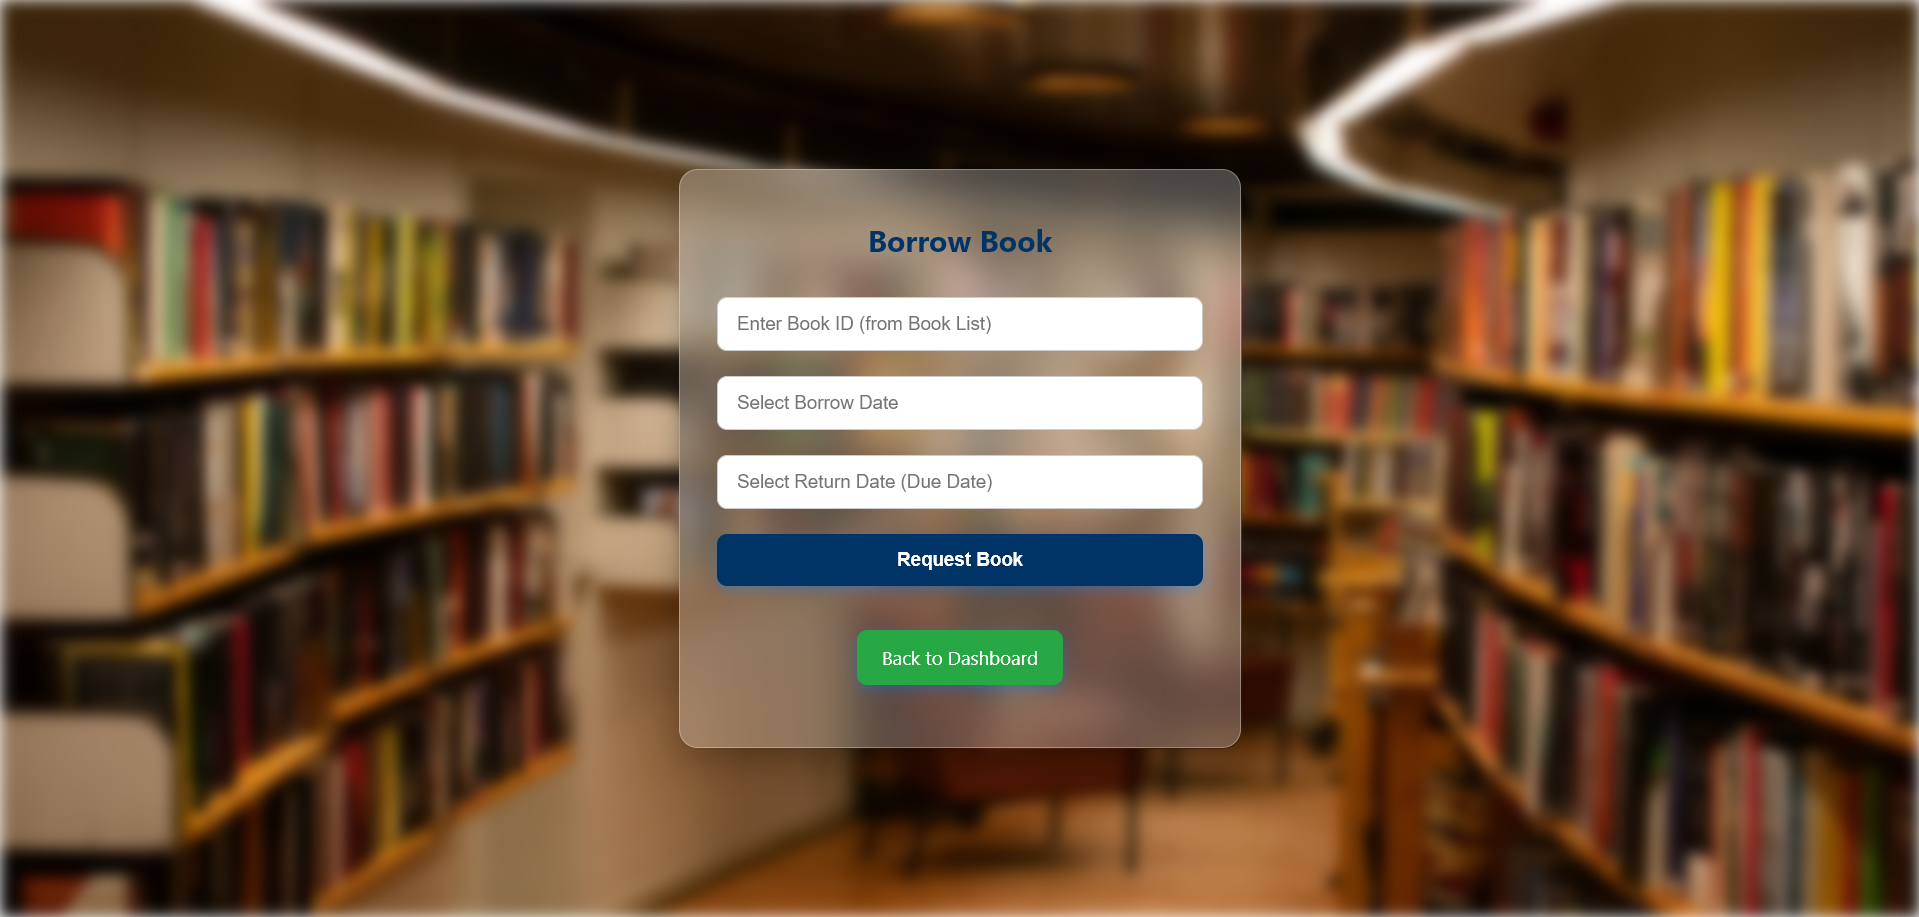 Borrow Book
Enter Book ID (from Book List)
Select Borrow Date
Select Return Date (Due Date)
Request Book
Back to Dashboard